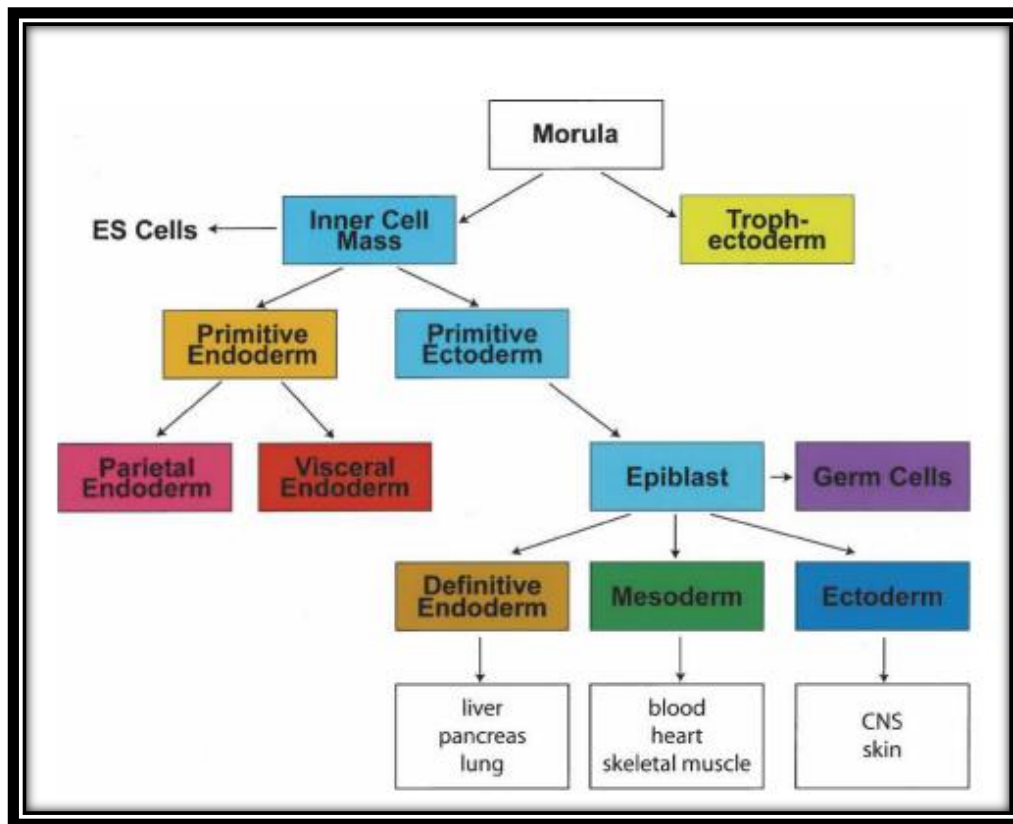 Morula
ES Cells
Inner Cell
Mass
Troph-
ectoderm
Primitive
Endoderm
Primitive
Ectoderm
Parietal
Endoderm
Visceral
Endoderm
Epiblast
Germ Cells
Definitive
Endoderm
Mesoderm
Ectoderm
liver
pancreas
lung
blood
heart
skeletal muscle
CNS
skin